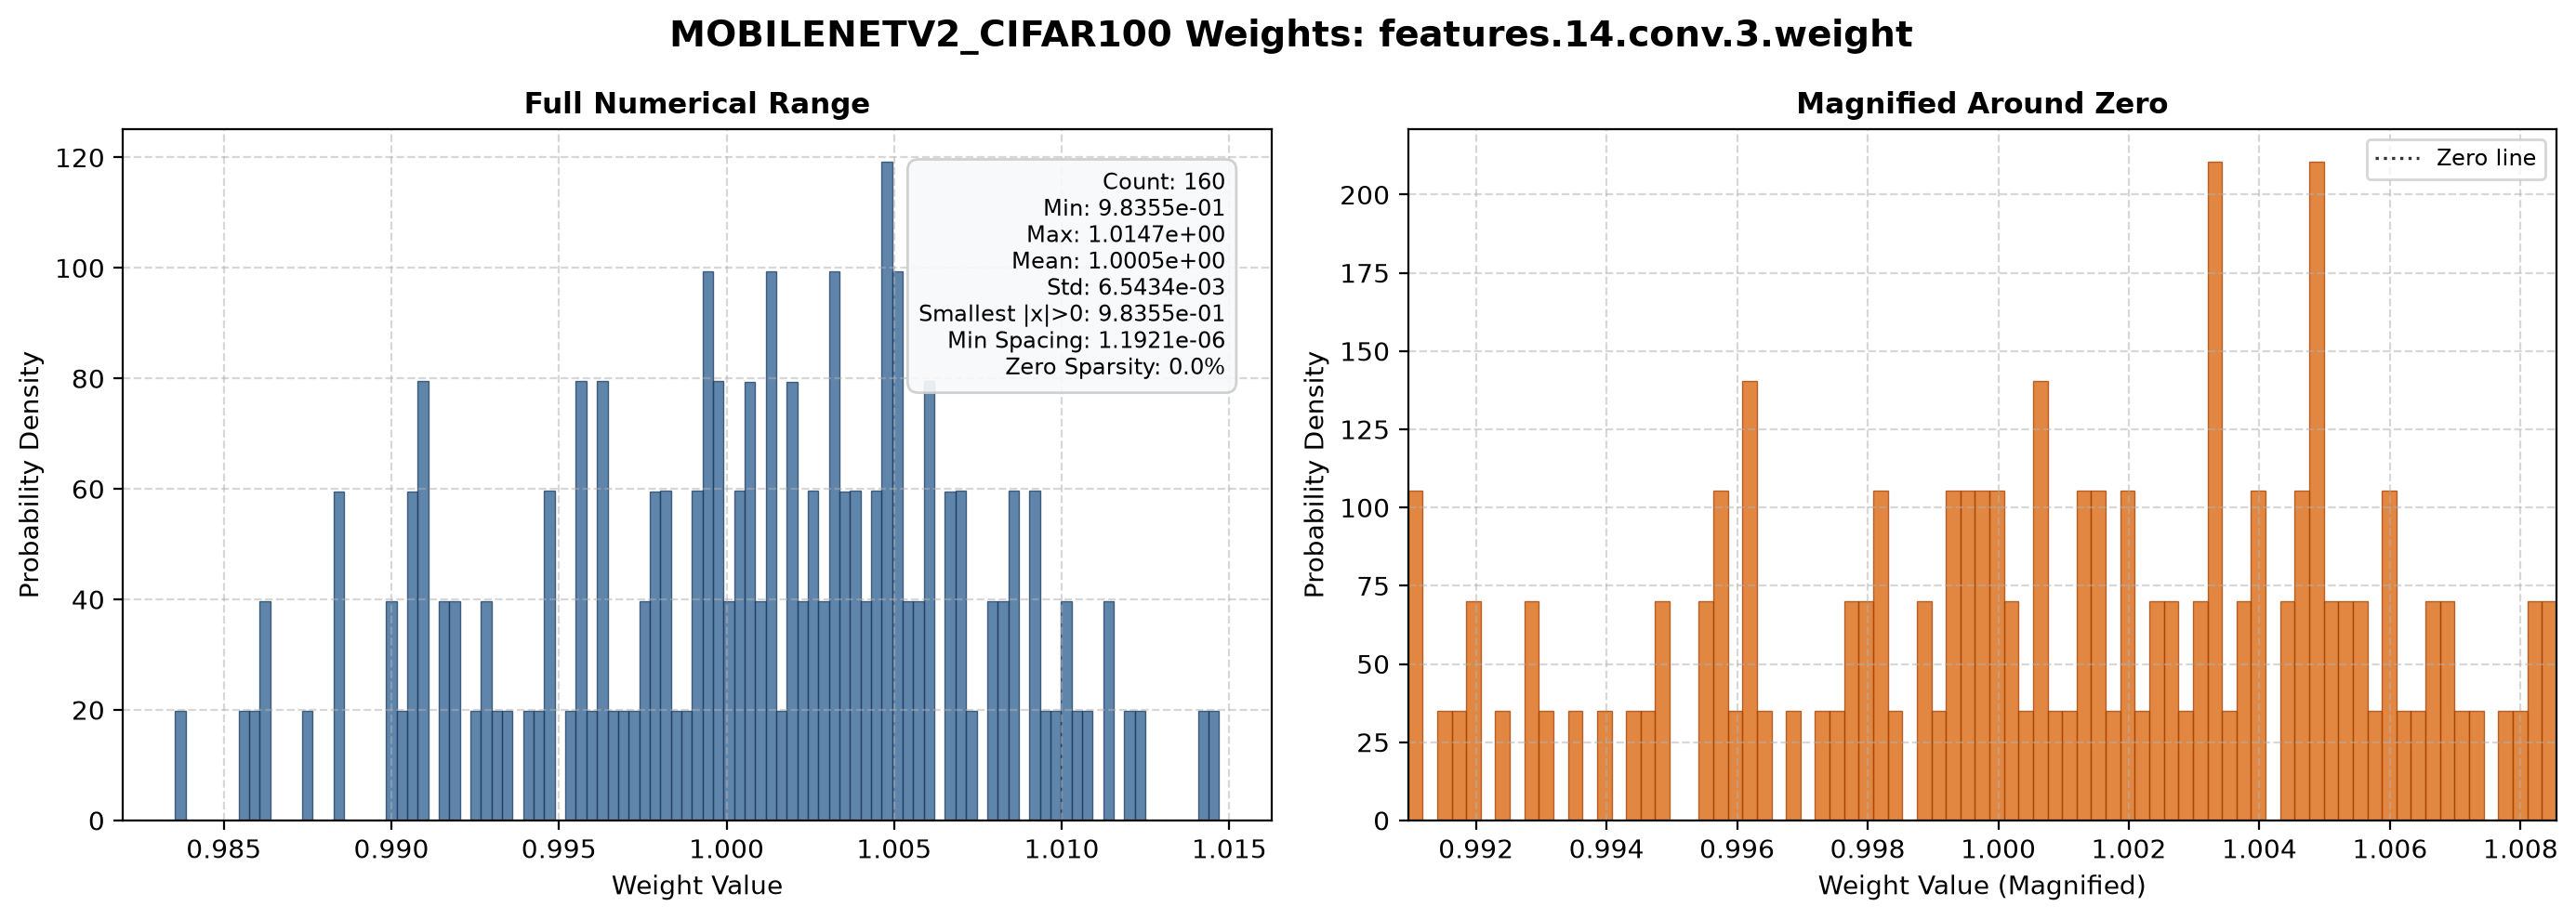 MOBILENETV2_CIFAR100 Weights: features.14.conv.3.weight
Full Numerical Range
120
100
80
60
40
20
0
Probability Density
Count: 160
Min: 9.8355e-01
Max: 1.0147e+00
Mean: 1.0005e+00
Std: 6.5434e-03
Smallest |x|>0: 9.8355e-01
Min Spacing: 1.1921e-06
Zero Sparsity: 0.0%
0.985 0.990 0.995 1.000 1.005 1.010 1.015
Weight Value
Magnified Around Zero
Zero line
200
175
150
125
100
75
50
25
0
Probability Density
0.992 0.994 0.996 0.998 1.000 1.002 1.004 1.006 1.008
Weight Value (Magnified)